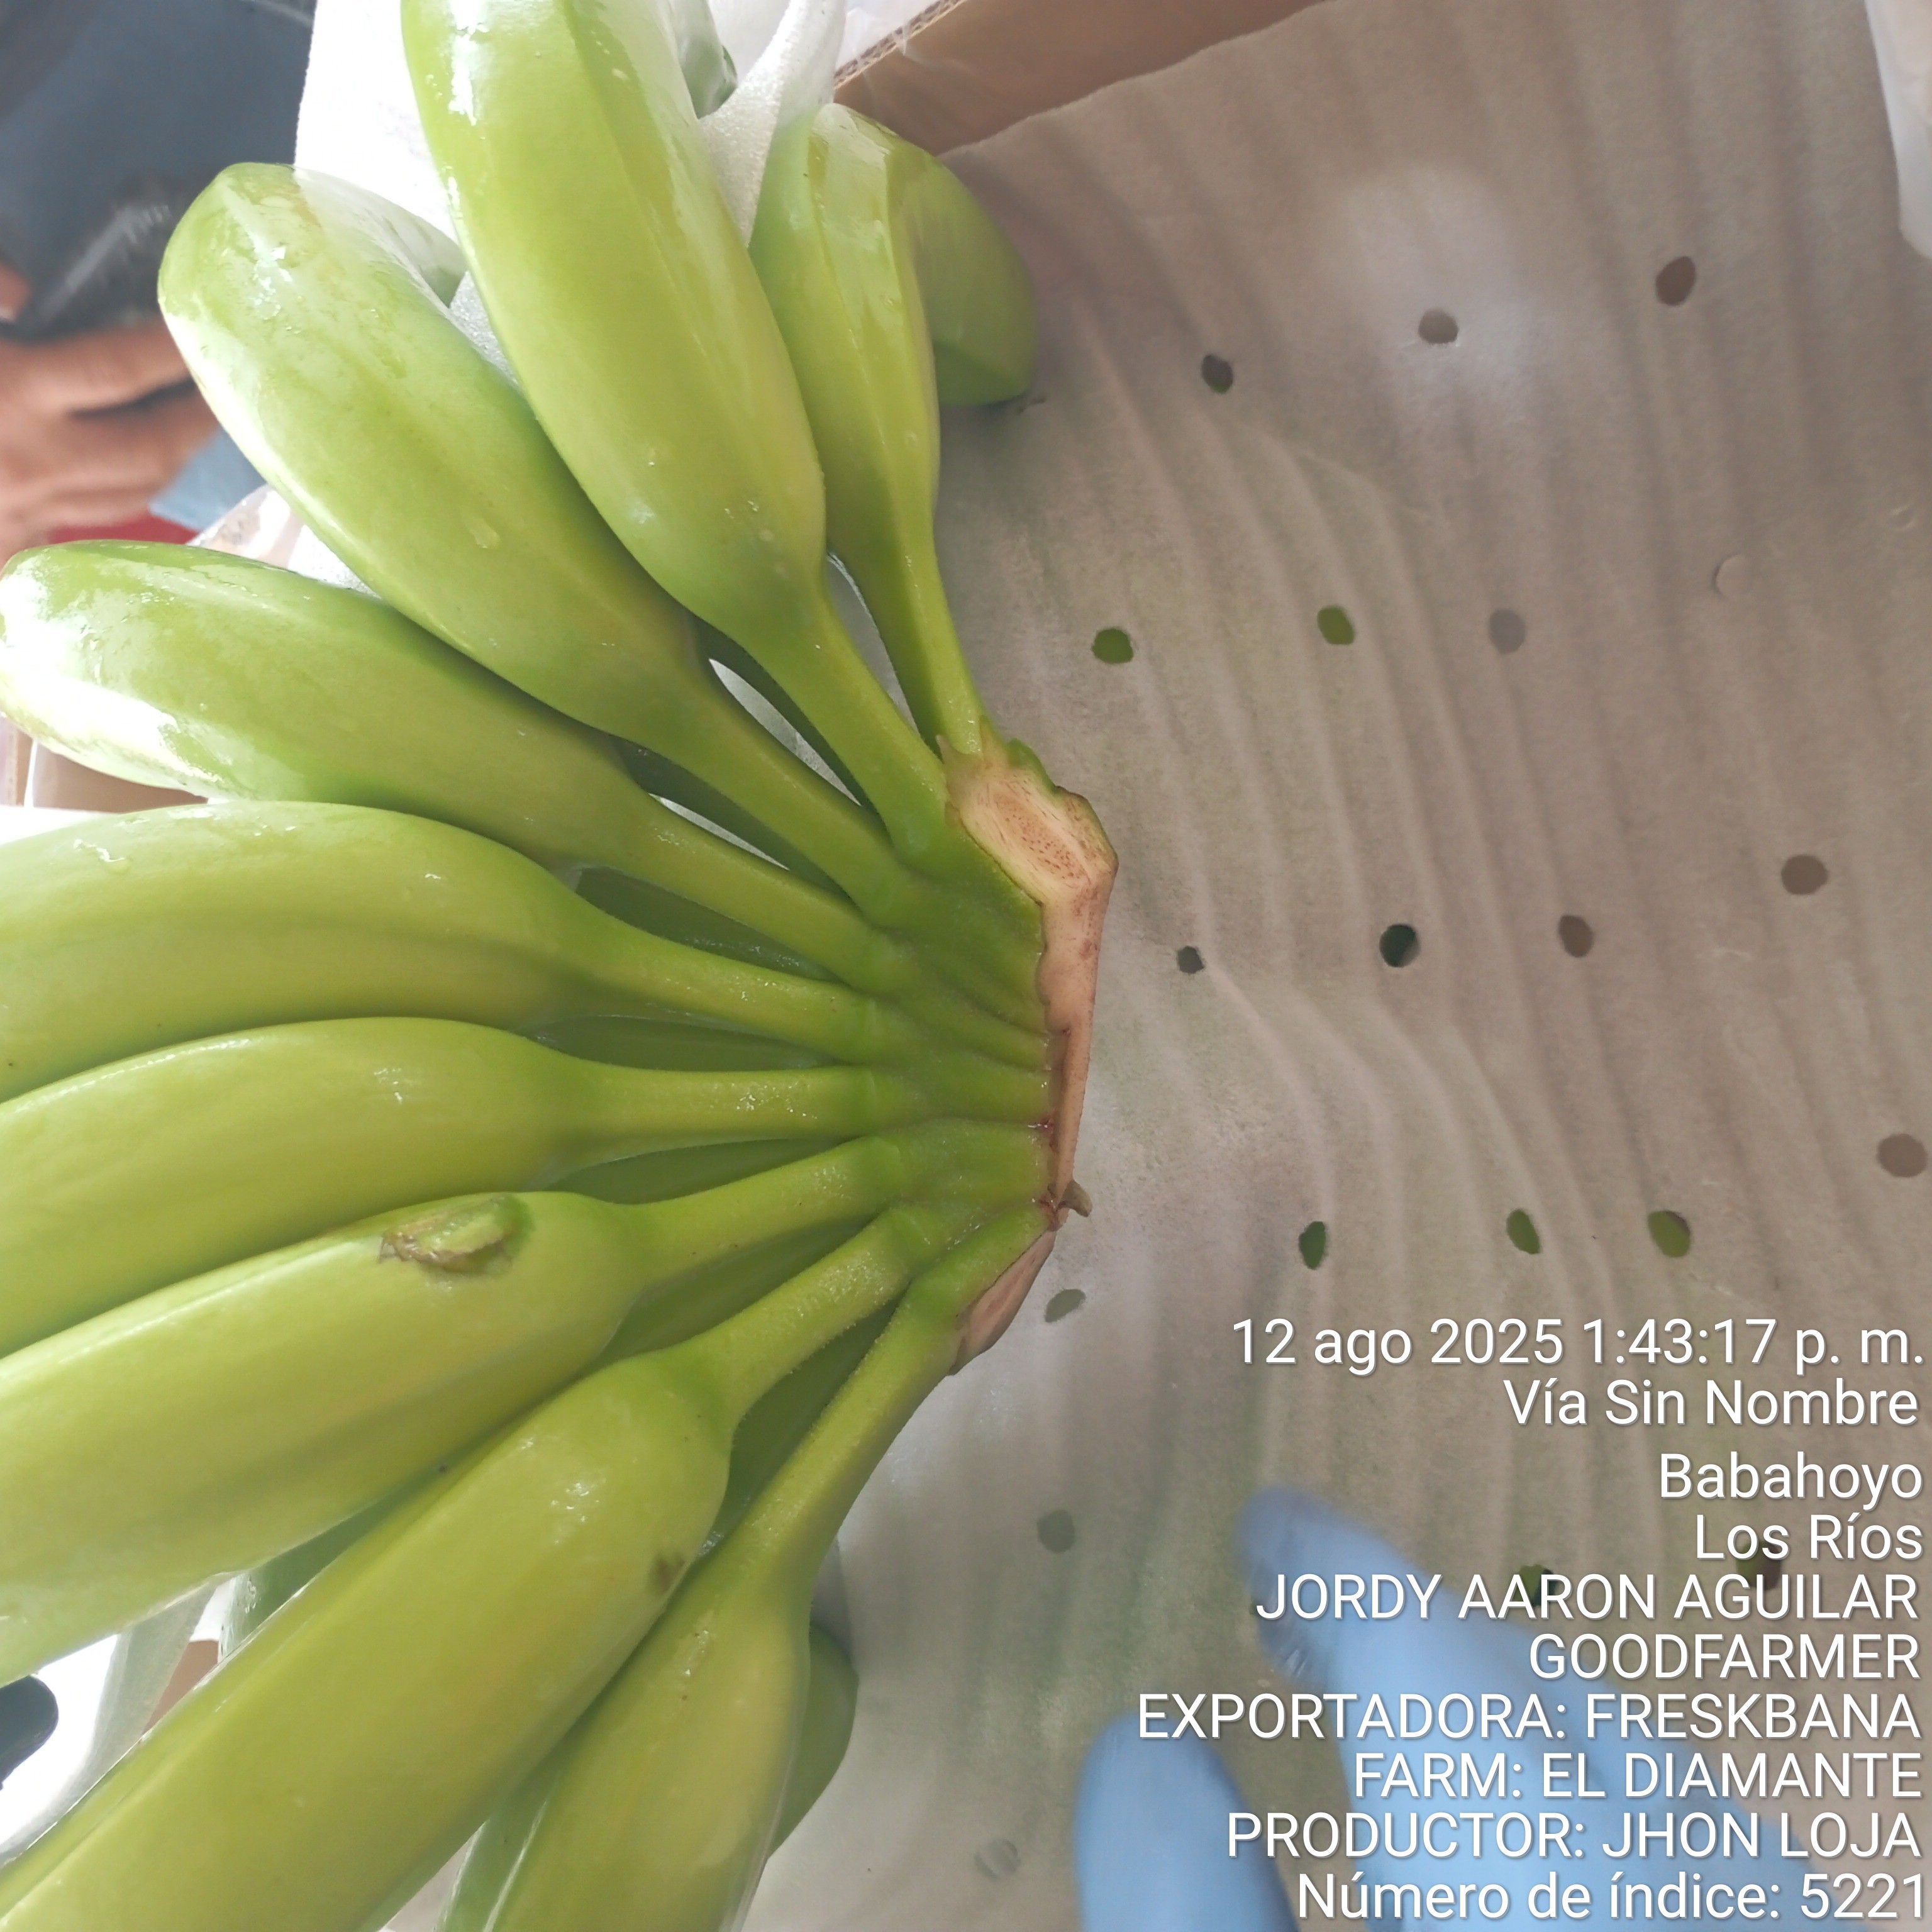 12 ago 2025 1:43:17 p. m.
Vía Sin Nombre
Babahoyo
Los Ríos
JORDY AARON AGUILAR
GOODFARMER
EXPORTADORA: FRESKBANA
FARM: EL DIAMANTE
PRODUCTOR: JHON LOJA
Número de índice: 5221